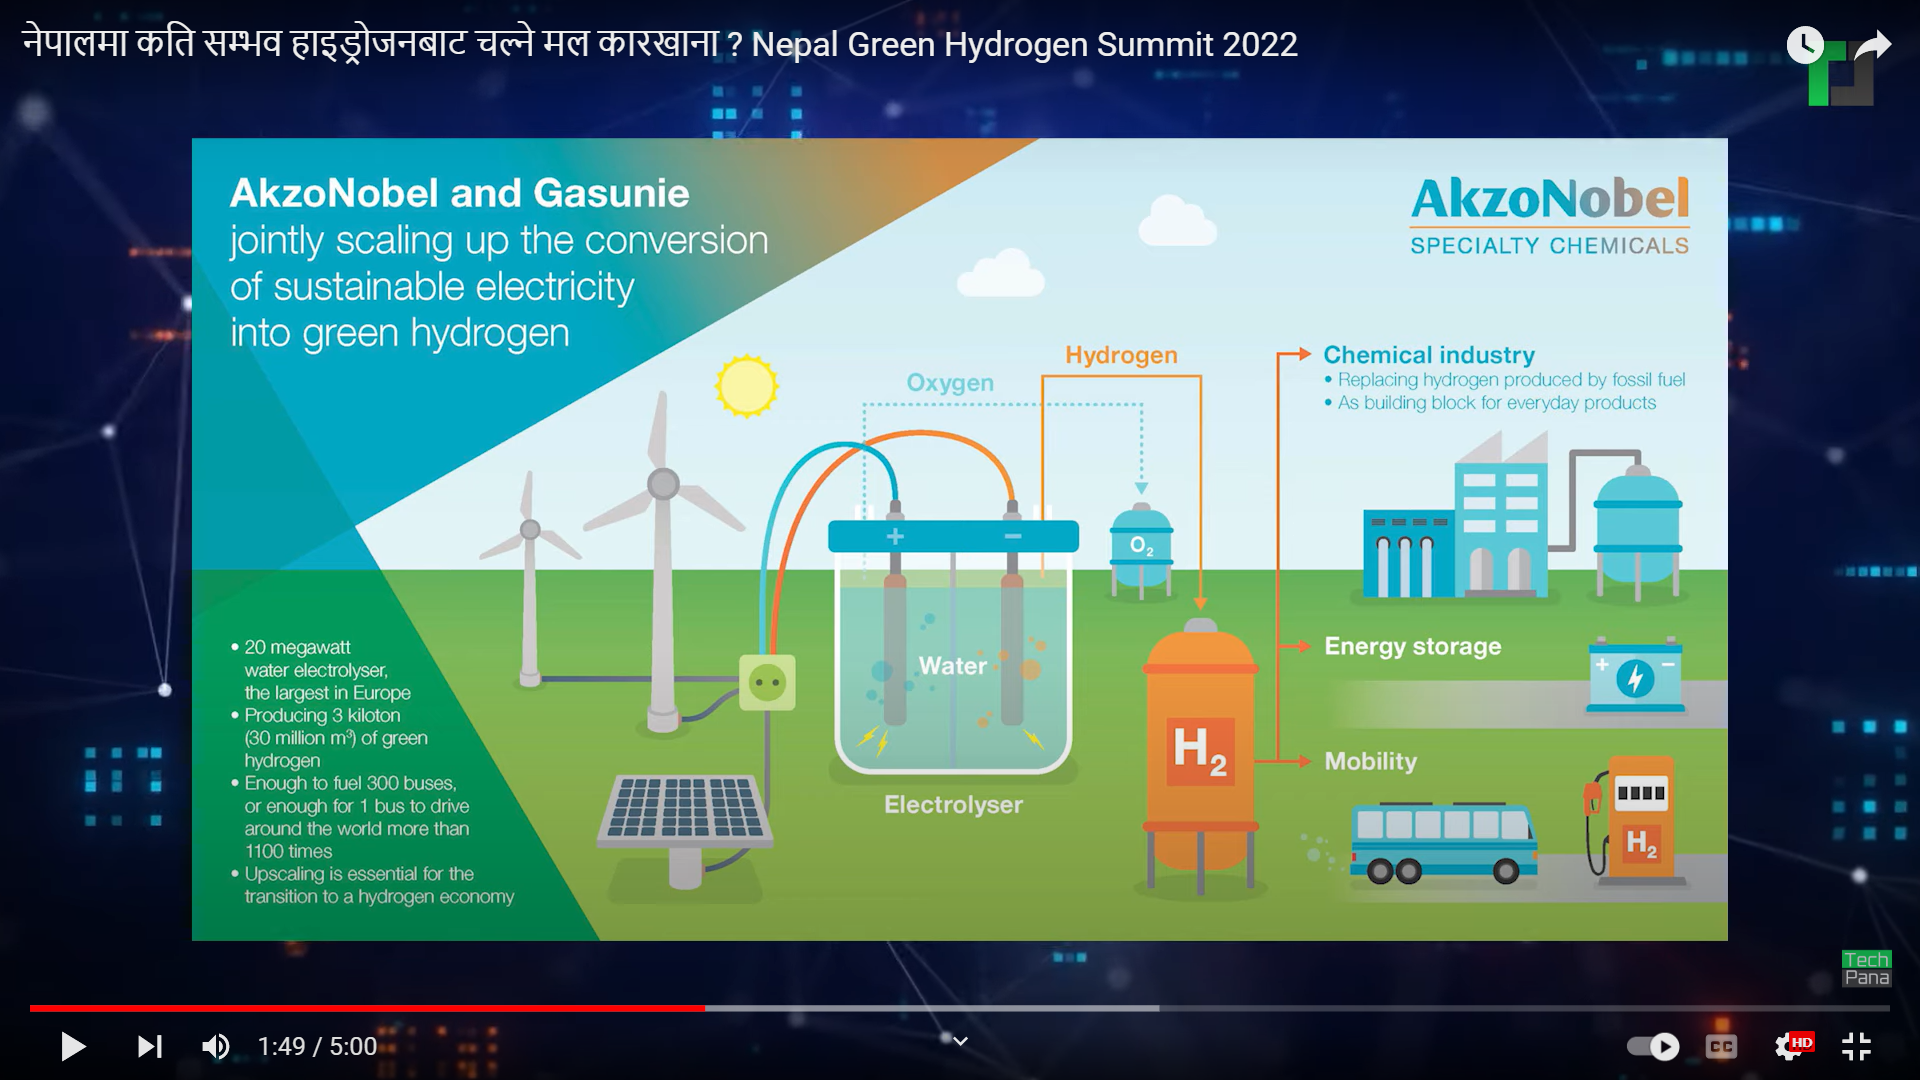 नेपालमा कति सम्भव हाइड्रोजनबाट चल्ने मल कारखाना ? Nepal Green Hydrogen Summit 2022
AkzoNobel and Gasunie
jointly scaling up the conversion
of sustainable electricity
into green hydrogen
AkzoNobel
SPECIALTY CHEMICALS
Hydrogen
Oxygen
Chemical industry
• Replacing hydrogen produced by fossil fuel
• As building block for everyday products
+ −
O₂
Water
Electrolyser
H₂
Energy storage
+ −
Mobility
H₂
• 20 megawatt
water electrolyser,
the largest in Europe
• Producing 3 kiloton
(30 million m³) of green
hydrogen
• Enough to fuel 300 buses,
or enough for 1 bus to drive
around the world more than
1100 times
• Upscaling is essential for the
transition to a hydrogen economy
Tech
Pana
1:49 / 5:00
CC
HD